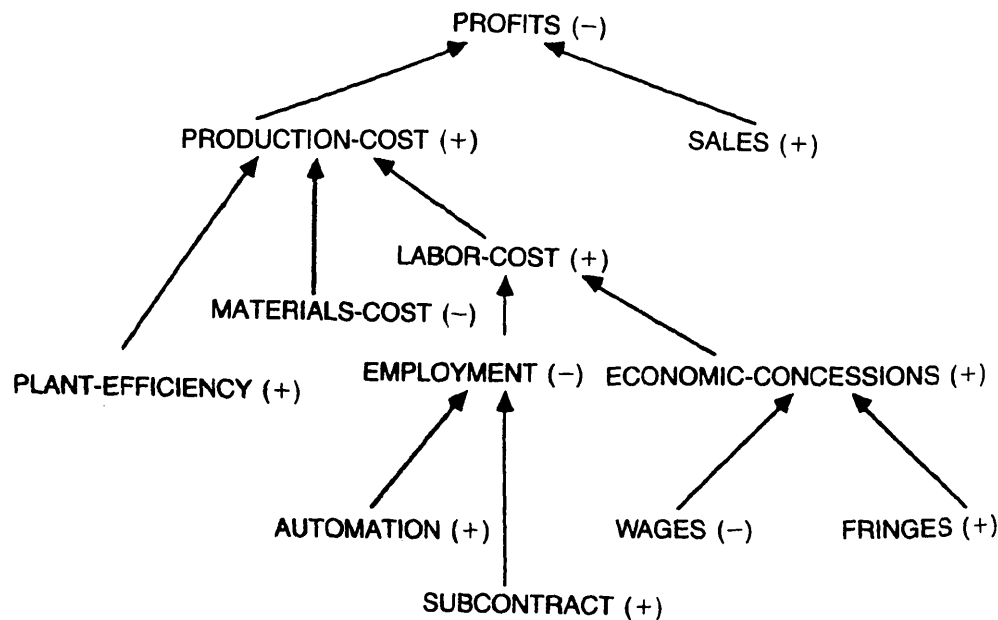 PROFITS (−)
PRODUCTION-COST (+)
SALES (+)
LABOR-COST (+)
MATERIALS-COST (−)
PLANT-EFFICIENCY (+)
EMPLOYMENT (−)
ECONOMIC-CONCESSIONS (+)
AUTOMATION (+)
WAGES (−)
FRINGES (+)
SUBCONTRACT (+)